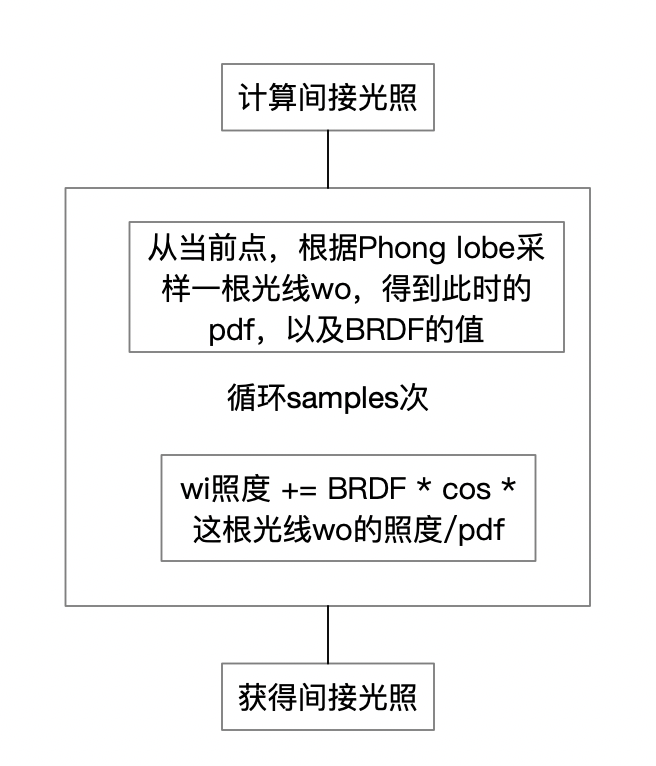 计算间接光照
从当前点，根据Phong lobe采
样一根光线wo，得到此时的
pdf，以及BRDF的值
循环samples次
wi照度 += BRDF * cos *
这根光线wo的照度/pdf
获得间接光照